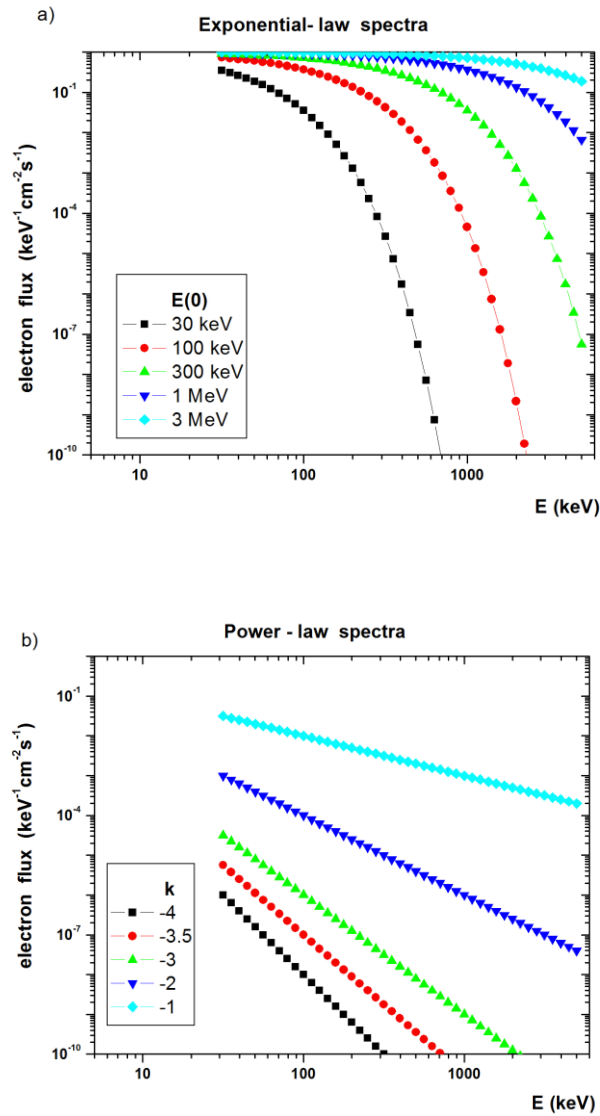 a)
Exponential- law spectra
electron flux (keV⁻¹cm⁻²s⁻¹)
10⁻¹
10⁻⁴
10⁻⁷
10⁻¹⁰
E(0)
30 keV
100 keV
300 keV
1 MeV
3 MeV
10
100
1000
E (keV)
b)
Power - law spectra
electron flux (keV⁻¹cm⁻²s⁻¹)
10⁻¹
10⁻⁴
10⁻⁷
10⁻¹⁰
k
-4
-3.5
-3
-2
-1
10
100
1000
E (keV)